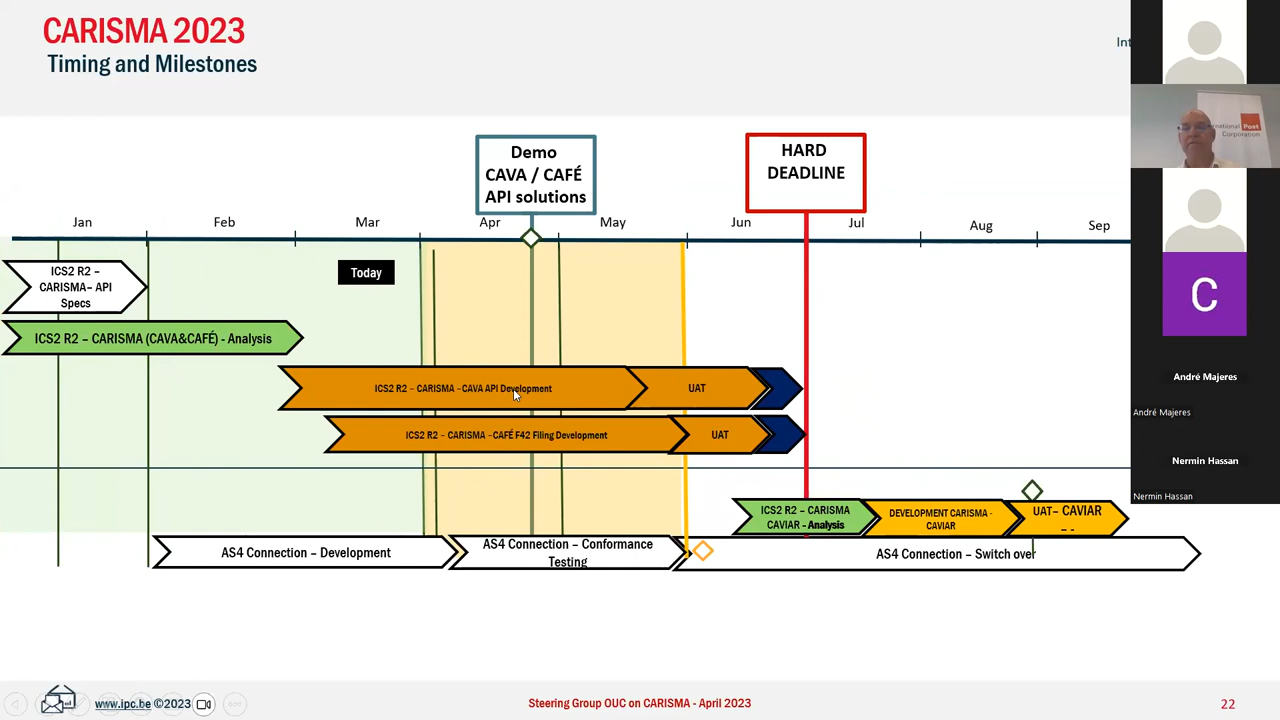 CARISMA 2023
Timing and Milestones
Int
Demo
CAVA / CAFÉ
API solutions
HARD
DEADLINE
Jan
Feb
Mar
Apr
May
Jun
Jul
Aug
Sep
Today
ICS2 R2 –
CARISMA– API
Specs
ICS2 R2 – CARISMA (CAVA&CAFÉ) - Analysis
ICS2 R2 – CARISMA –CAVA API Development
UAT
ICS2 R2 – CARISMA –CAFÉ F42 Filing Development
UAT
ICS2 R2 – CARISMA
CAVIAR - Analysis
DEVELOPMENT CARISMA -
CAVIAR
UAT– CAVIAR
– –
AS4 Connection – Development
AS4 Connection – Conformance
Testing
AS4 Connection – Switch over
ernational Post
Corporation
C
André Majeres
André Majeres
Nermin Hassan
Nermin Hassan
www.ipc.be ©2023
Steering Group OUC on CARISMA - April 2023
22